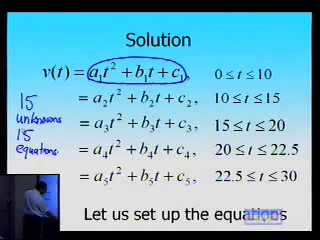 Solution
v(t) = a₁t² + b₁t + c₁, 0 ≤ t ≤ 10
15 = a₂t² + b₂t + c₂, 10 ≤ t ≤ 15
unknowns = a₃t² + b₃t + c₃, 15 ≤ t ≤ 20
15
equations = a₄t² + b₄t + c₄, 20 ≤ t ≤ 22.5
= a₅t² + b₅t + c₅, 22.5 ≤ t ≤ 30
Let us set up the equations